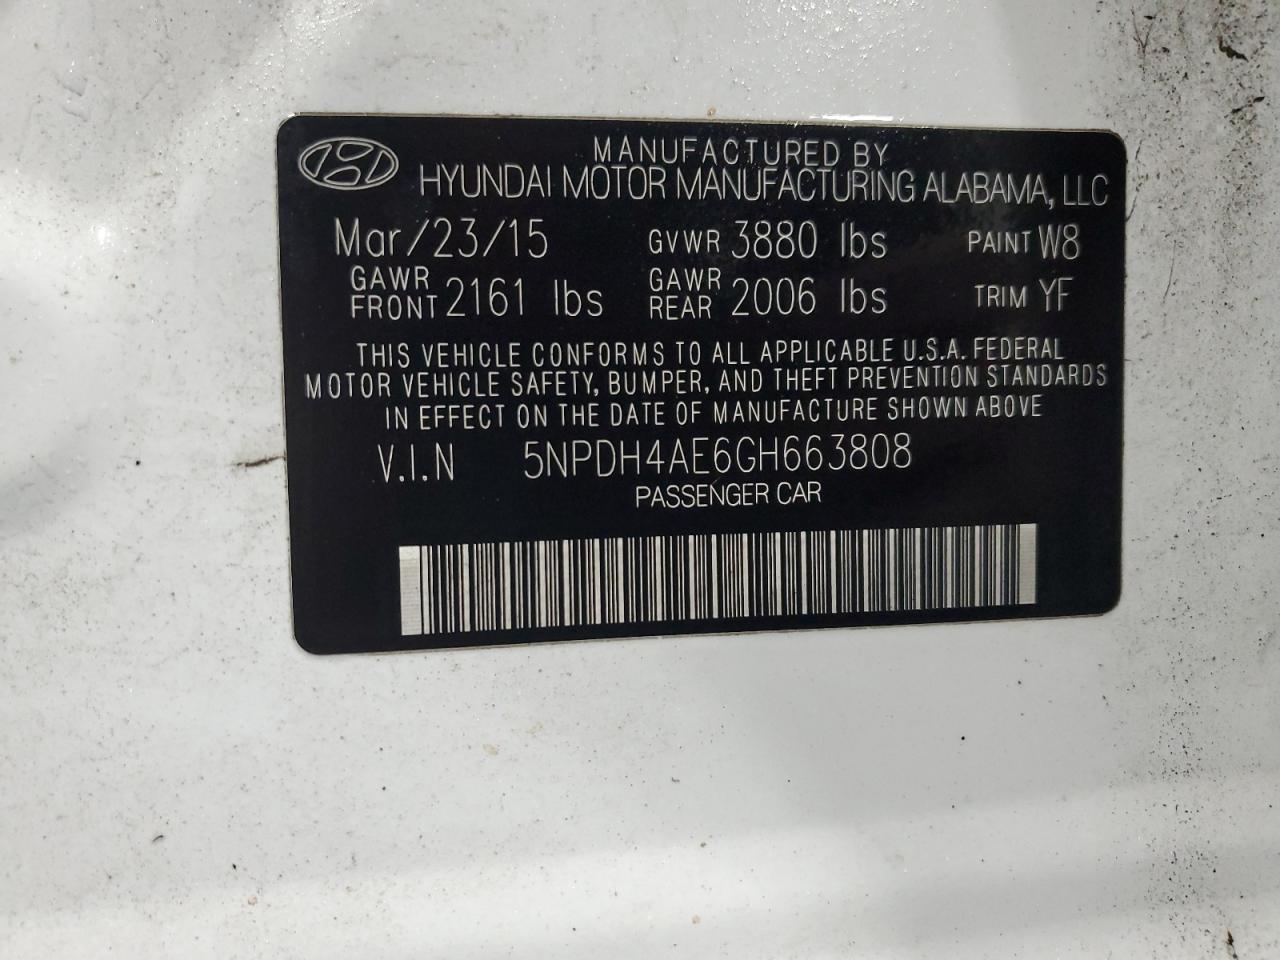 MANUFACTURED BY
HYUNDAI MOTOR MANUFACTURING ALABAMA, LLC
Mar/23/15 GVWR 3880 lbs PAINT W8
GAWR FRONT 2161 lbs GAWR REAR 2006 lbs TRIM YF
THIS VEHICLE CONFORMS TO ALL APPLICABLE U.S.A. FEDERAL
MOTOR VEHICLE SAFETY, BUMPER, AND THEFT PREVENTION STANDARDS
IN EFFECT ON THE DATE OF MANUFACTURE SHOWN ABOVE
V.I.N 5NPDH4AE6GH663808
PASSENGER CAR